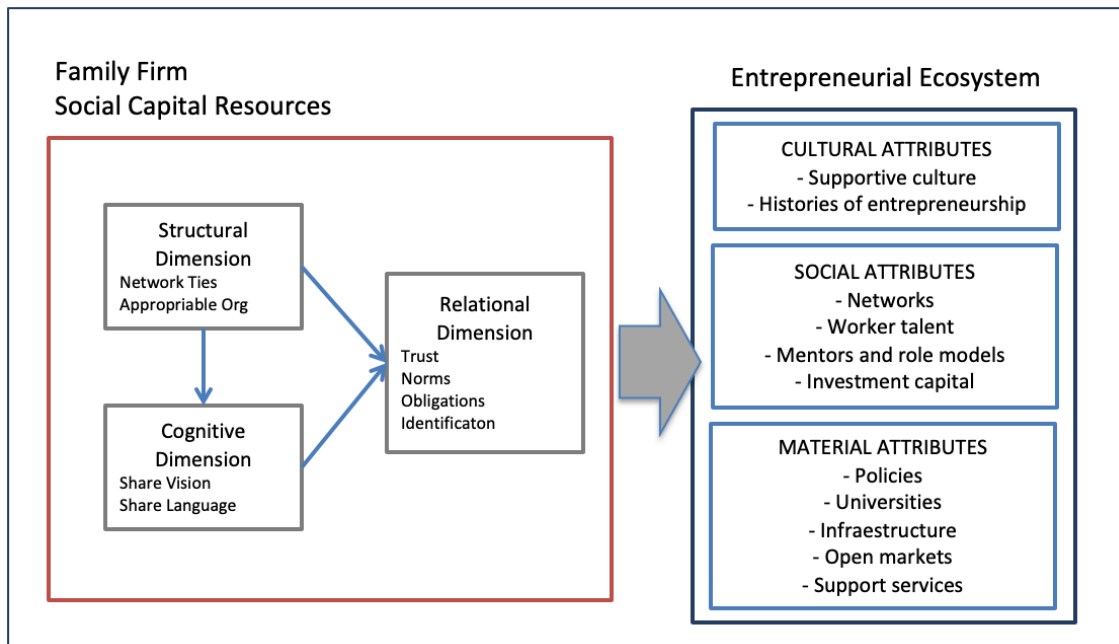 Family Firm
Social Capital Resources
Structural
Dimension
Network Ties
Appropriable Org
Cognitive
Dimension
Share Vision
Share Language
Relational
Dimension
Trust
Norms
Obligations
Identificaton
Entrepreneurial Ecosystem
CULTURAL ATTRIBUTES
- Supportive culture
- Histories of entrepreneurship
SOCIAL ATTRIBUTES
- Networks
- Worker talent
- Mentors and role models
- Investment capital
MATERIAL ATTRIBUTES
- Policies
- Universities
- Infraestructure
- Open markets
- Support services